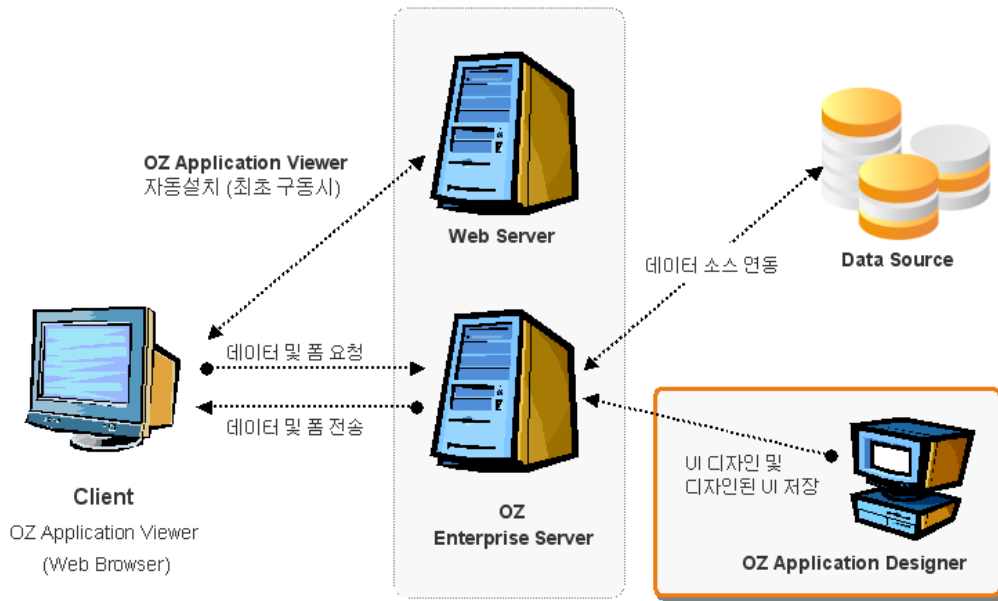 OZ Application Viewer
자동설치 (최초 구동시)
Web Server
데이터 소스 연동
Data Source
데이터 및 폼 요청
데이터 및 폼 전송
Client
OZ Application Viewer
(Web Browser)
OZ
Enterprise Server
UI 디자인 및
디자인된 UI 저장
OZ Application Designer